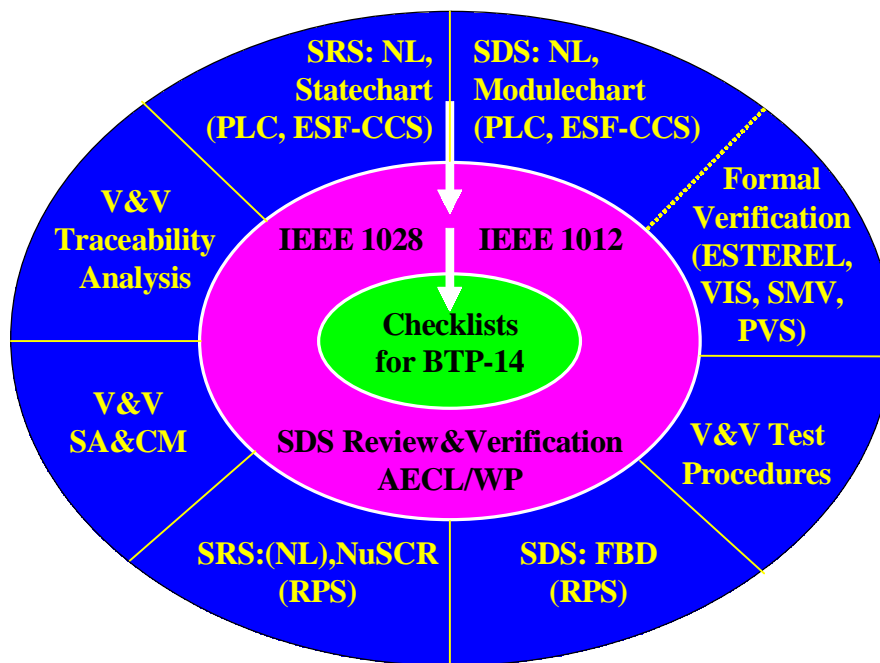 SRS: NL,
Statechart
(PLC, ESF-CCS)
SDS: NL,
Modulechart
(PLC, ESF-CCS)
Formal
Verification
(ESTEREL,
VIS, SMV,
PVS)
V&V
Traceability
Analysis
IEEE 1028
IEEE 1012
Checklists
for BTP-14
V&V
SA&CM
SDS Review&Verification
AECL/WP
V&V Test
Procedures
SRS:(NL),NuSCR
(RPS)
SDS: FBD
(RPS)